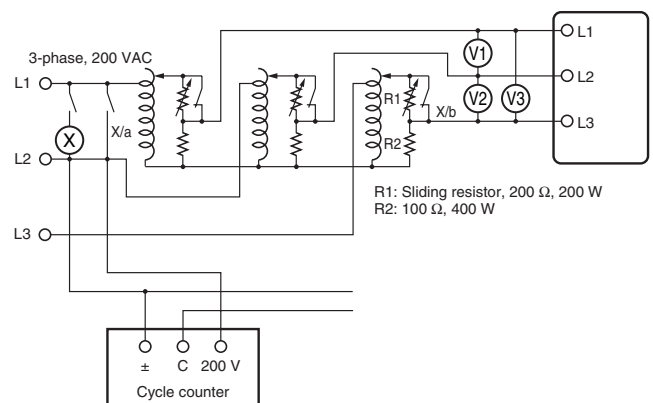 3-phase, 200 VAC
L1
X
X/a
L2
L3
R1
R2
X/b
V1
V2
V3
L1
L2
L3
R1: Sliding resistor, 200 Ω, 200 W
R2: 100 Ω, 400 W
± C 200 V
Cycle counter